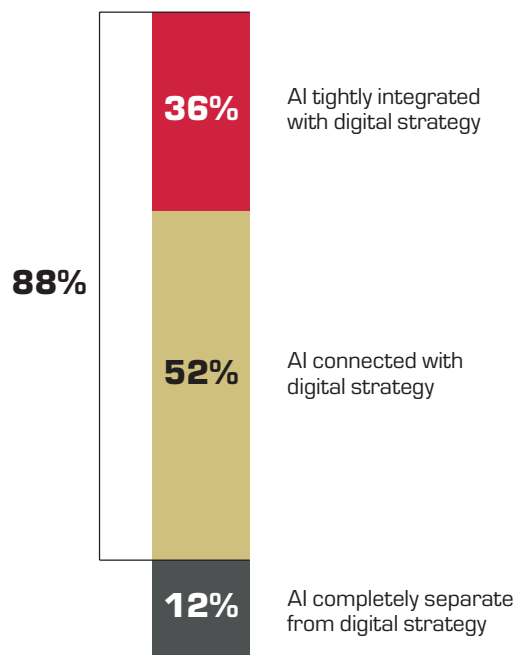 36%
AI tightly integrated
with digital strategy
88%
52%
AI connected with
digital strategy
12%
AI completely separate
from digital strategy